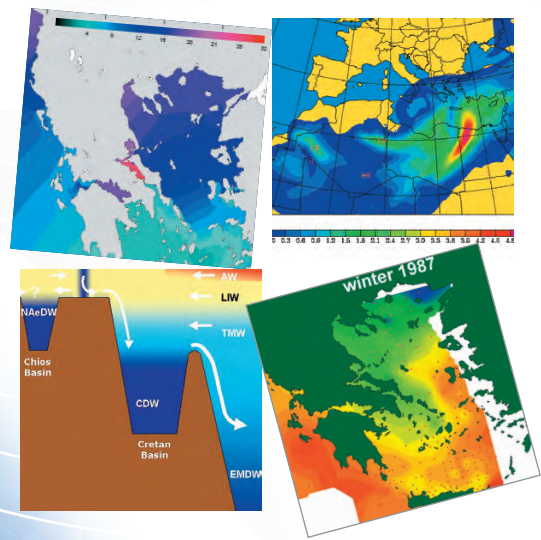 4 8 12 16 20 24 28 32
0 0.3 0.6 0.9 1.2 1.5 1.8 2.1 2.4 2.7 3.0 3.3 3.6 3.9 4.2 4.5
winter 1987
AW
?
LIW
NAeDW
TMW
Chios
Basin
CDW
Cretan
Basin
EMDW